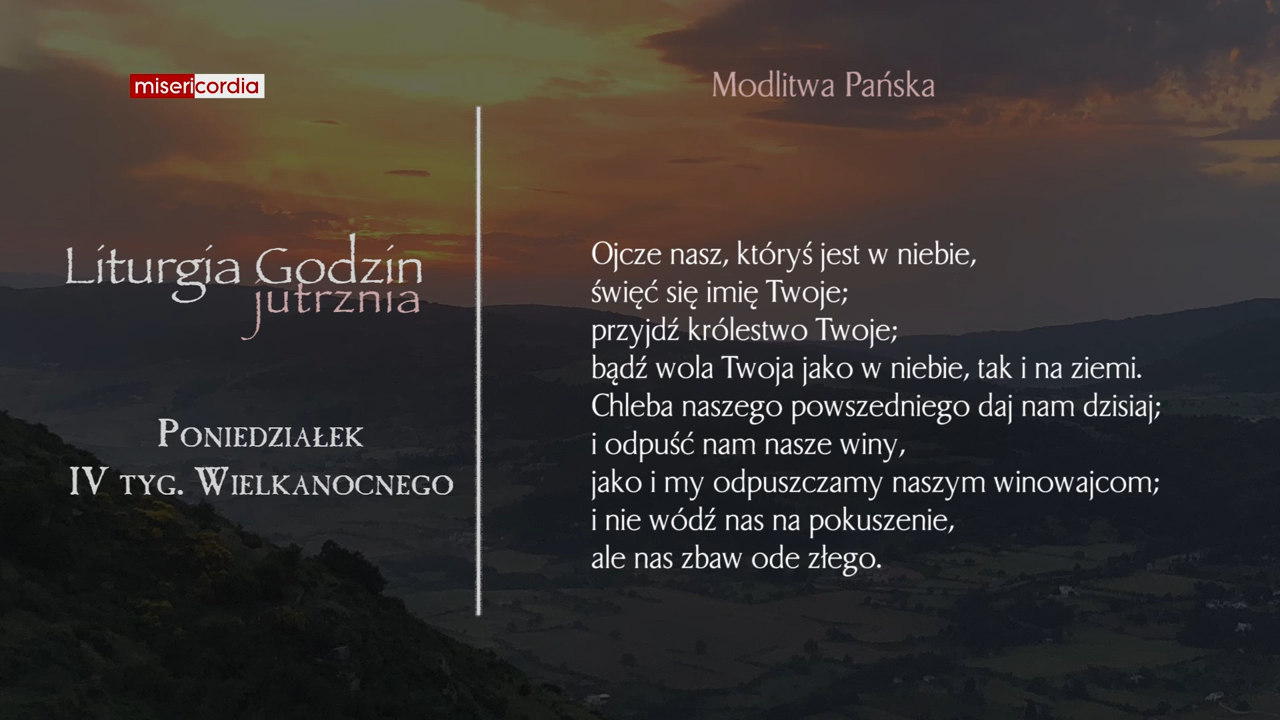 misericordia
Modlitwa Pańska
Liturgia Godzin
jutrznia
Poniedziałek
IV tyg. Wielkanocnego
Ojcze nasz, któryś jest w niebie,
święć się imię Twoje;
przyjdź królestwo Twoje;
bądź wola Twoja jako w niebie, tak i na ziemi.
Chleba naszego powszedniego daj nam dzisiaj;
i odpuść nam nasze winy,
jako i my odpuszczamy naszym winowajcom;
i nie wódź nas na pokuszenie,
ale nas zbaw ode złego.